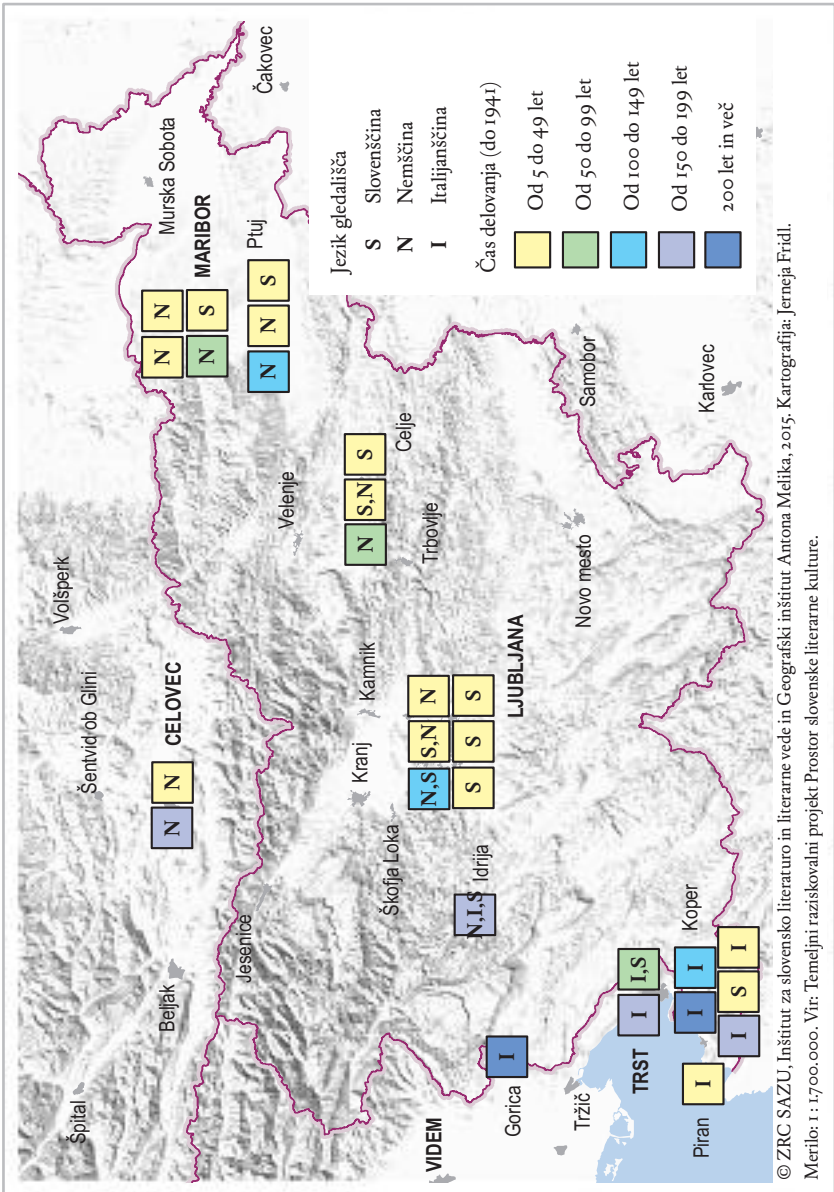 Volšperk
Šentvid ob Glini
Špital
Beljak
CELOVEC
N
N
Jesenice
Murska Sobota
Čakovec
MARIBOR
N
N
N
S
Ptuj
N
N
S
Velenje
Celje
N
S,N
S
Trbovlje
Kamnik
Kranj
Škofja Loka
LJUBLJANA
N,S
S,N
N
S
S
S
Idrija
N,I,S
Novo mesto
Samobor
Karlovec
VIDEM
Gorica
I
Tržič
TRST
I
I,S
Koper
I
I
I
S
I
Piran
I
Jezik gledališča
S Slovenščina
N Nemščina
I Italijanščina
Čas delovanja (do 1941)
Od 5 do 49 let
Od 50 do 99 let
Od 100 do 149 let
Od 150 do 199 let
200 let in več
© ZRC SAZU, Inštitut za slovensko literaturo in literarne vede in Geografski inštitut Antona Melika, 2015, Kartografija: Jerneja Fridl.
Merilo: 1 : 1.700.000. Vir: Temeljni raziskovalni projekt Prostor slovenske literarne kulture.